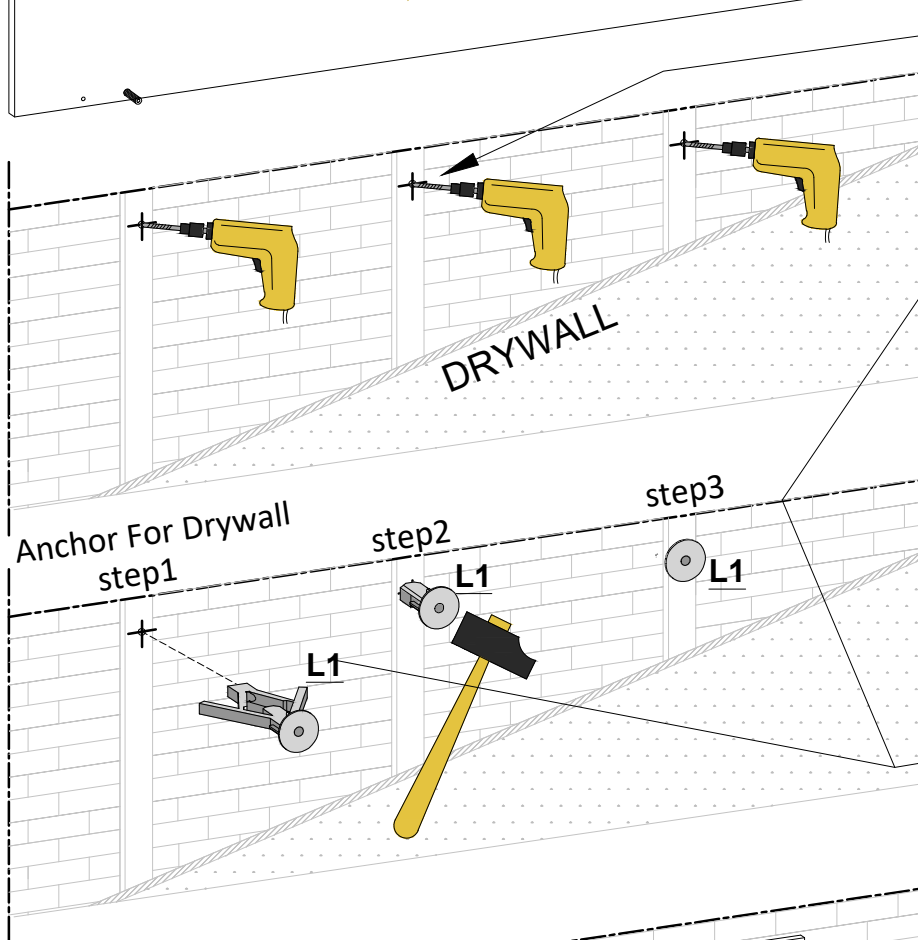 DRYWALL
Anchor For Drywall
step1
step2
step3
L1
L1
L1